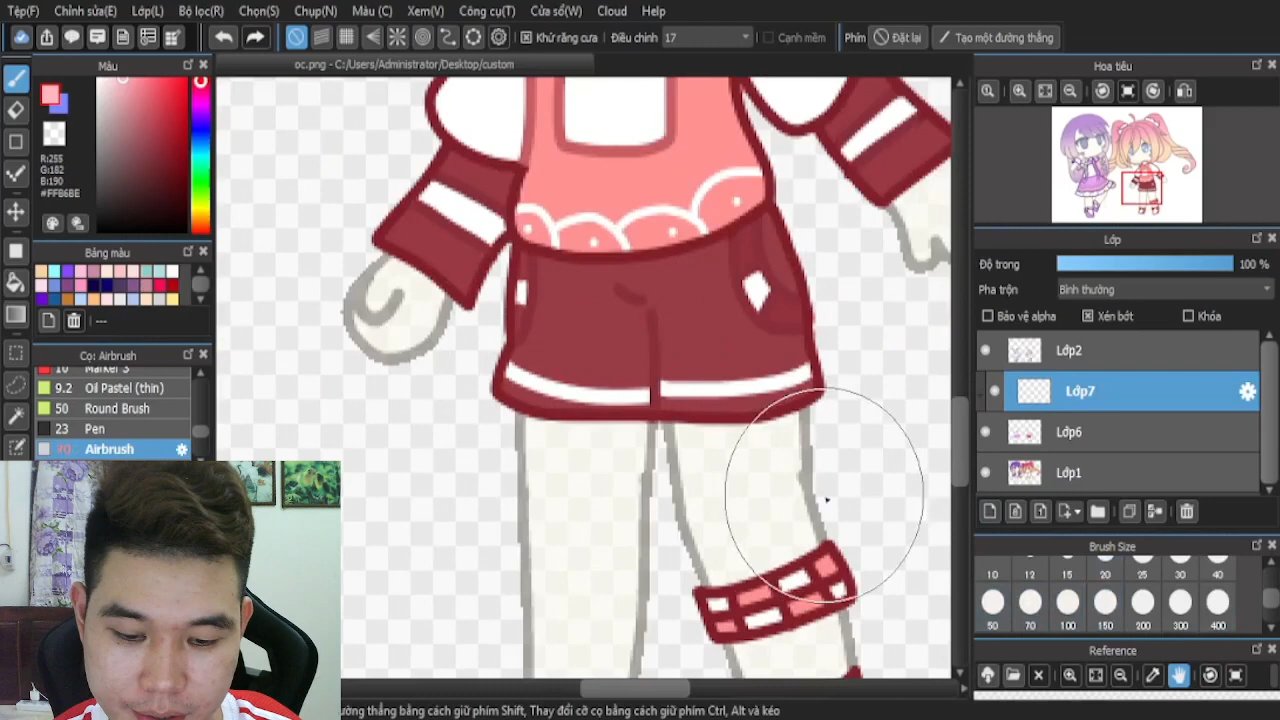 Tệp(F) Chỉnh sửa(E) Lớp(L) Bộ lọc(R) Chọn(S) Chụp(N) Màu (C) Xem(V) Công cụ(T) Cửa sổ(W) Cloud Help
Khử răng cưa Điều chỉnh 17 Cạnh mềm Phím Đặt lại Tạo một đường thẳng
Màu
oc.png - C:/Users/Administrator/Desktop/custom
Hoa tiêu
R:255
G:182
B:190
#FFB6BE
Bảng màu
---
Lớp
Độ trong 100 %
Pha trộn Bình thường
Bảo vệ alpha Xén bớt Khóa
Lớp2
Lớp7
Lớp6
Lớp1
Cọ: Airbrush
10 Marker 3
9.2 Oil Pastel (thin)
50 Round Brush
23 Pen
70 Airbrush
Brush Size
10 12 15 20 25 30 40
50 70 100 150 200 300 400
Reference
thẳng bằng cách giữ phím Shift, Thay đổi cỡ cọ bằng cách giữ phím Ctrl, Alt và kéo